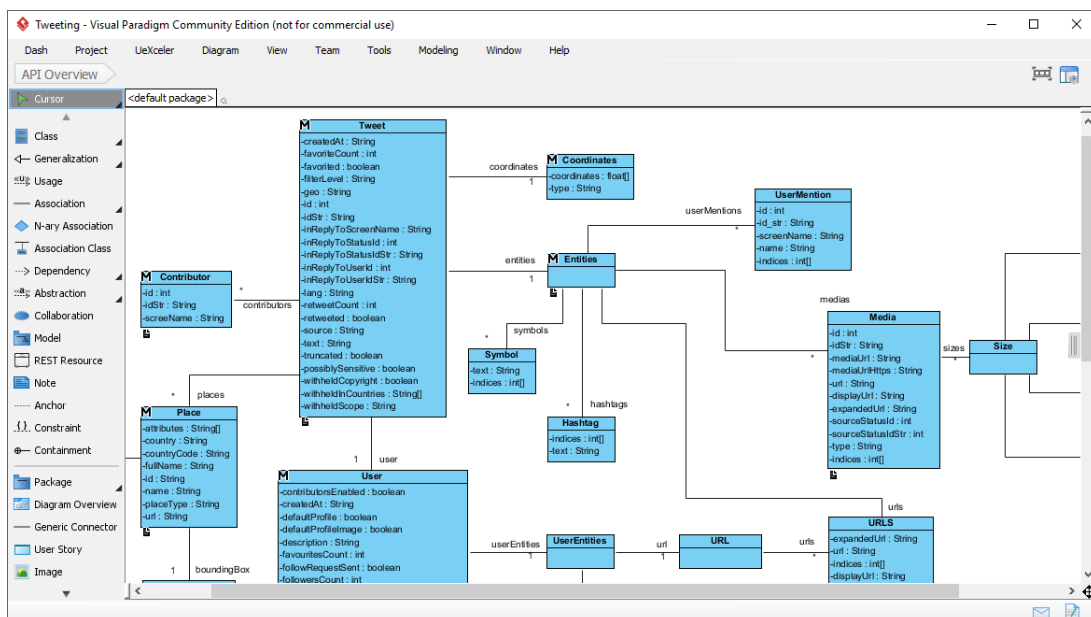 Tweeting - Visual Paradigm Community Edition (not for commercial use)
Dash Project UeXceler Diagram View Team Tools Modeling Window Help
API Overview
Cursor
Class
Generalization
Usage
Association
N-ary Association
Association Class
Dependency
Abstraction
Collaboration
Model
REST Resource
Note
Anchor
Constraint
Containment
Package
Diagram Overview
Generic Connector
User Story
Image
<default package>
M Tweet
-createdAt : String
-favoriteCount : int
-favorited : boolean
-filterLevel : String
-geo : String
-id : int
-idStr : String
-inReplyToScreenName : String
-inReplyToStatusId : int
-inReplyToStatusIdStr : String
-inReplyToUserId : int
-inReplyToUserIdStr : String
-lang : String
-retweetCount : int
-retweeted : boolean
-source : String
-text : String
-truncated : boolean
-possiblySensitive : boolean
-withheldCopyright : boolean
-withheldInCountries : String[]
-withheldScope : String
coordinates
1
M Coordinates
-coordinates : float[]
-type : String
userMentions
*
UserMention
-id : int
-id_str : String
-screenName : String
-name : String
-indices : int[]
entities
1
M Entities
M Contributor
-id : int
-idStr : String
-screeName : String
*
contributors
symbols
*
Symbol
-text : String
-indices : int[]
hashtags
*
Hashtag
-indices : int[]
-text : String
medias
*
Media
-id : int
-idStr : String
-mediaUrl : String
-mediaUrlHttps : String
-url : String
-displayUrl : String
-expandedUrl : String
-sourceStatusId : int
-sourceStatusIdStr : int
-type : String
-indices : int[]
sizes
*
Size
* places
M Place
-attributes : String[]
-country : String
-countryCode : String
-fullName : String
-id : String
-name : String
-placeType : String
-url : String
1 boundingBox
1 user
M User
-contributorsEnabled : boolean
-createdAt : String
-defaultProfile : boolean
-defaultProfileImage : boolean
-description : String
-favouritesCount : int
-followRequestSent : boolean
-followersCount : int
userEntities
1
UserEntities
url
1
URL
urls
*
urls
URLS
-expandedUrl : String
-url : String
-indices : int[]
-displayUrl : String